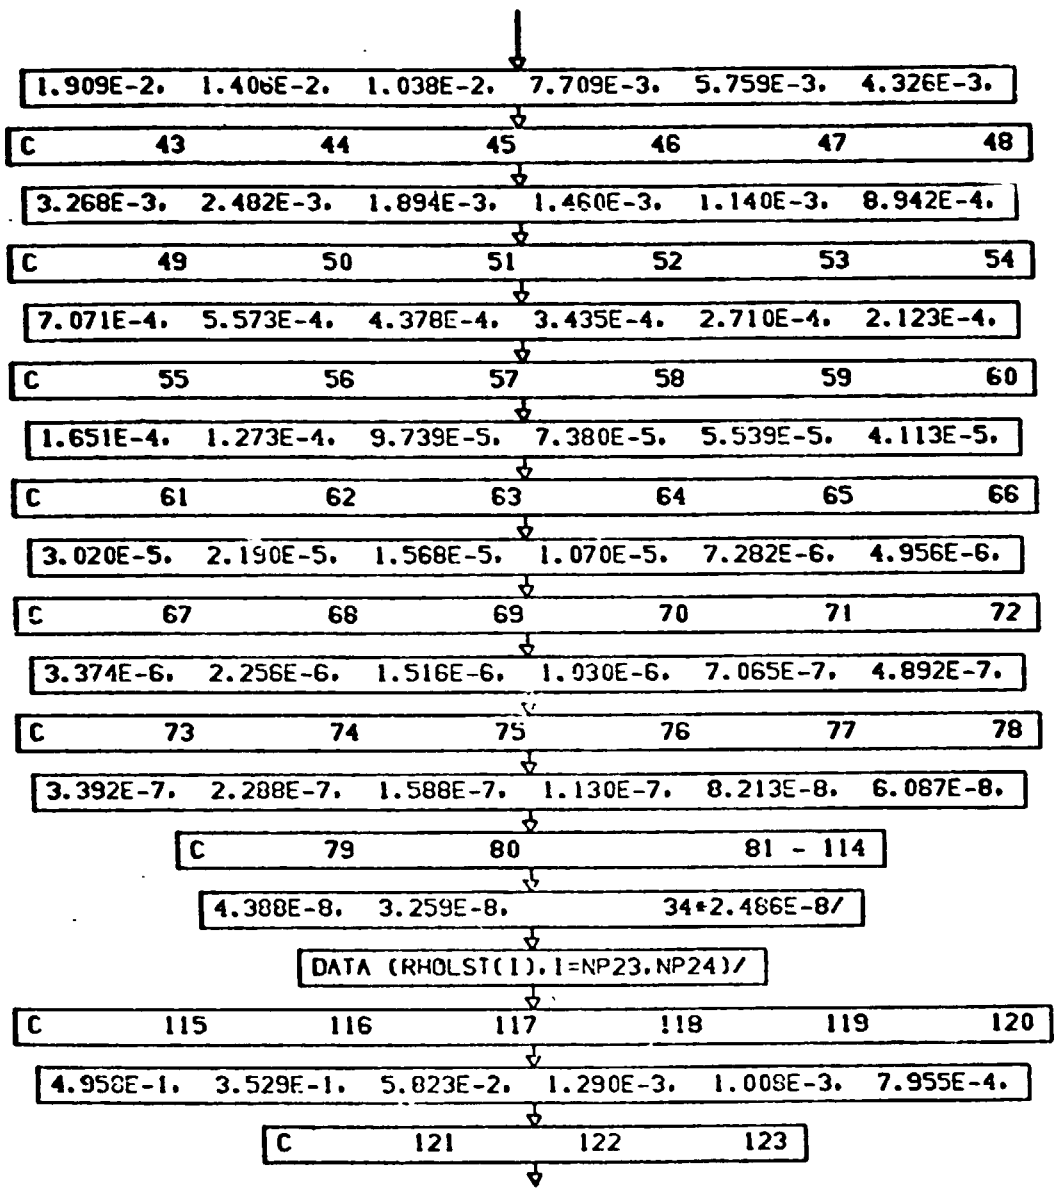 1.909E-2, 1.406E-2, 1.038E-2, 7.709E-3, 5.759E-3, 4.326E-3,
C 43 44 45 46 47 48
3.268E-3, 2.482E-3, 1.894E-3, 1.460E-3, 1.140E-3, 8.942E-4,
C 49 50 51 52 53 54
7.071E-4, 5.573E-4, 4.378E-4, 3.435E-4, 2.710E-4, 2.123E-4,
C 55 56 57 58 59 60
1.651E-4, 1.273E-4, 9.739E-5, 7.380E-5, 5.539E-5, 4.113E-5,
C 61 62 63 64 65 66
3.020E-5, 2.190E-5, 1.568E-5, 1.070E-5, 7.282E-6, 4.956E-6,
C 67 68 69 70 71 72
3.374E-6, 2.256E-6, 1.516E-6, 1.030E-6, 7.065E-7, 4.892E-7,
C 73 74 75 76 77 78
3.392E-7, 2.288E-7, 1.588E-7, 1.130E-7, 8.213E-8, 6.087E-8,
C 79 80 81 - 114
4.388E-8, 3.259E-8, 34*2.466E-8/
DATA (RHOLST(I),I=NP23,NP24)/
C 115 116 117 118 119 120
4.958E-1, 3.529E-1, 5.823E-2, 1.290E-3, 1.008E-3, 7.955E-4,
C 121 122 123